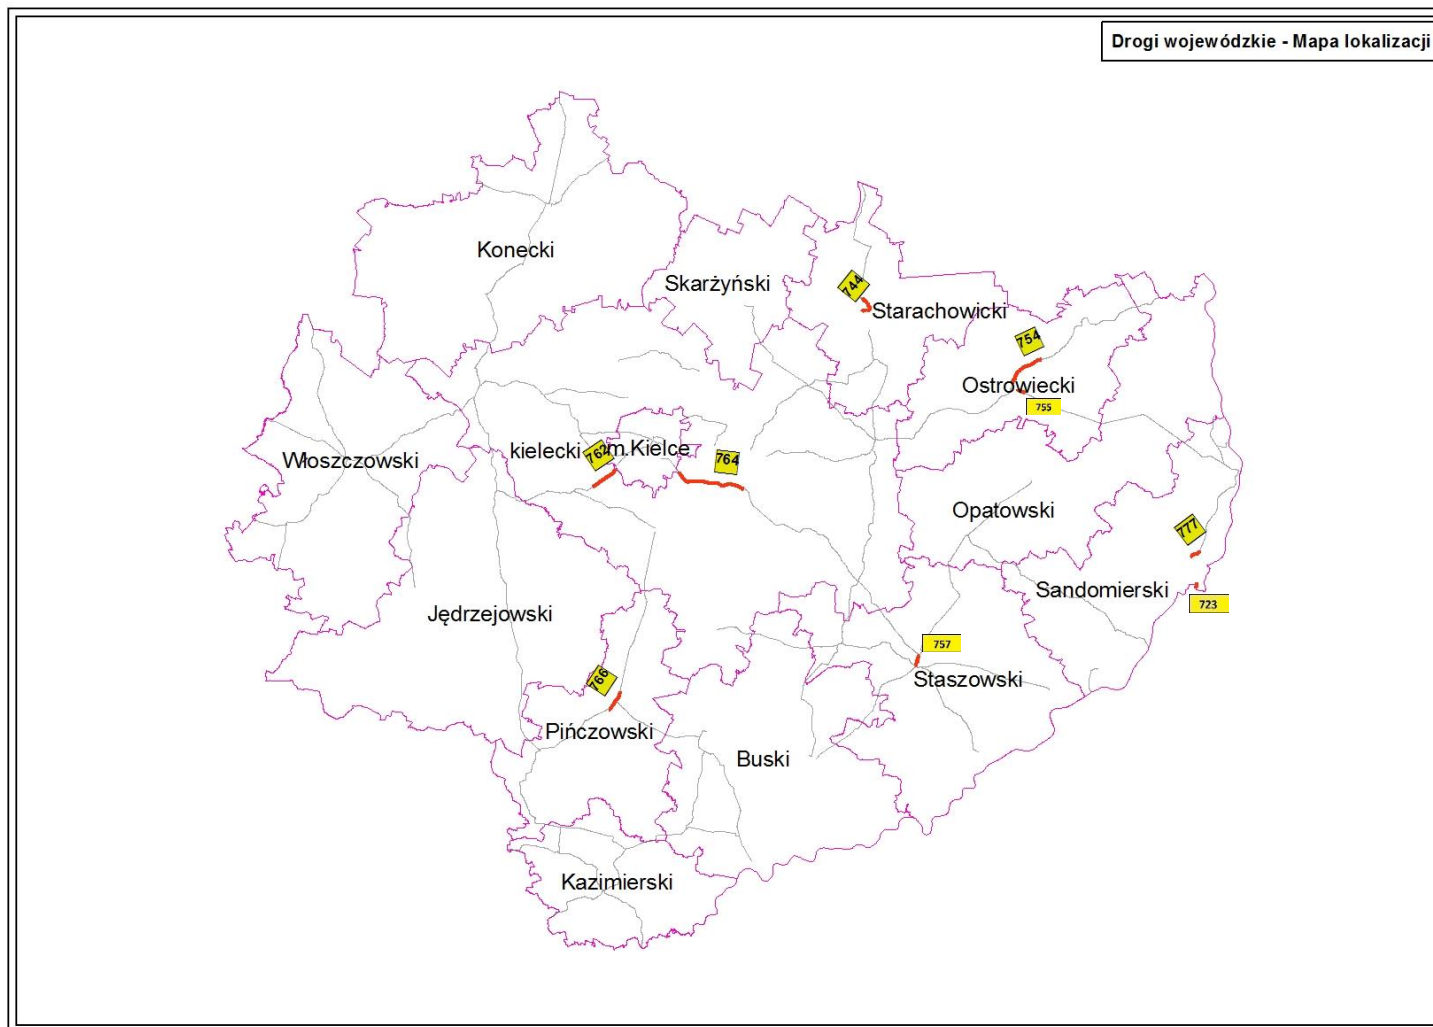 Drogi wojewódzkie - Mapa lokalizacji
Konecki
Skarżyński
744
Starachowicki
754
Ostrowiecki
755
kielecki
762
m.Kielce
764
Włoszczowski
Opatowski
777
Sandomierski
723
Jędrzejowski
757
Staszowski
766
Pińczowski
Buski
Kazimierski